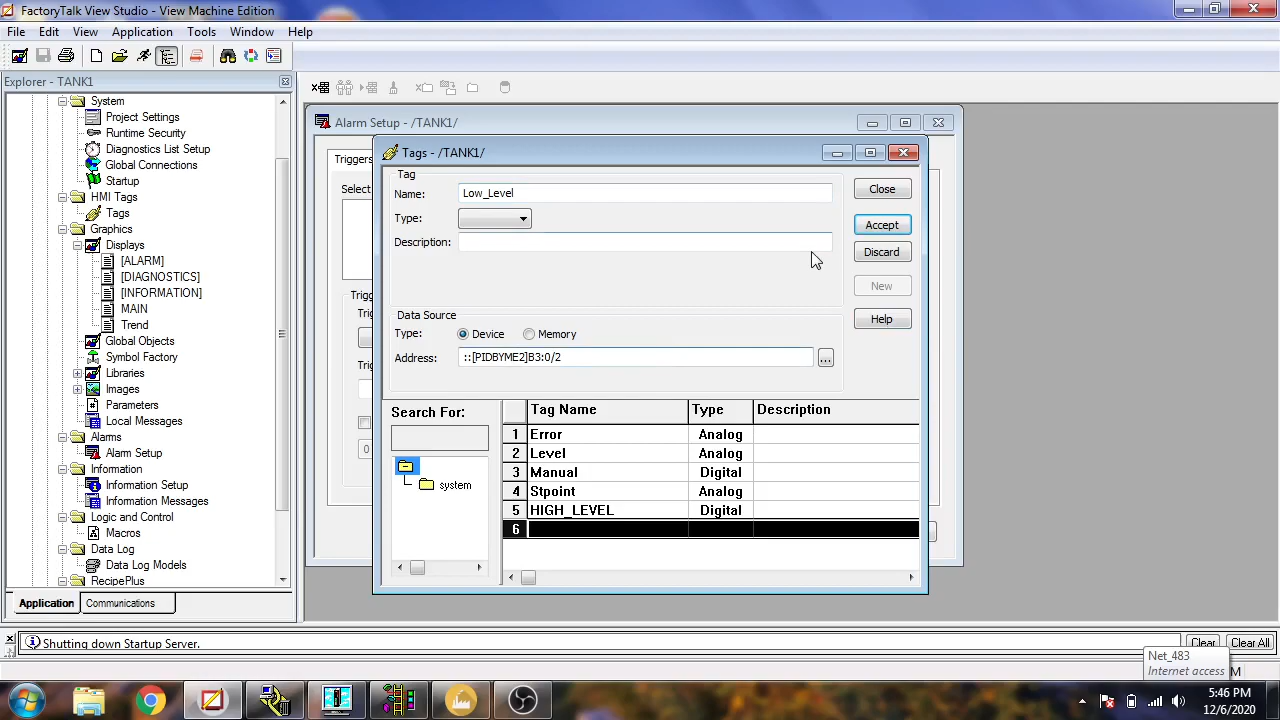 FactoryTalk View Studio - View Machine Edition
File Edit View Application Tools Window Help
Explorer - TANK1
System
Project Settings
Runtime Security
Diagnostics List Setup
Global Connections
Startup
HMI Tags
Tags
Graphics
Displays
[ALARM]
[DIAGNOSTICS]
[INFORMATION]
MAIN
Trend
Global Objects
Symbol Factory
Libraries
Images
Parameters
Local Messages
Alarms
Alarm Setup
Information
Information Setup
Information Messages
Logic and Control
Macros
Data Log
Data Log Models
RecipePlus
Application Communications
Alarm Setup - /TANK1/
Triggers
Select
Trigg
Trig
Trig
0
Tags - /TANK1/
Tag
Name: Low_Level
Type:
Description:
Close
Accept
Discard
New
Help
Data Source
Type: Device Memory
Address: ::[PIDBYME2]B3:0/2 ...
Search For:
system
Tag Name Type Description
1 Error Analog
2 Level Analog
3 Manual Digital
4 Stpoint Analog
5 HIGH_LEVEL Digital
6
Shutting down Startup Server.
Clear Clear All
Net_483
Internet access
M
5:46 PM
12/6/2020